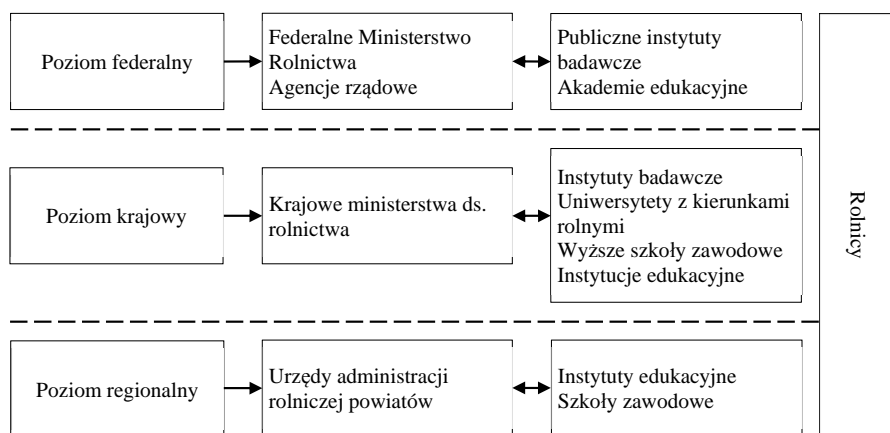 Poziom federalny
Federalne Ministerstwo
Rolnictwa
Agencje rządowe
Publiczne instytuty
badawcze
Akademie edukacyjne
Poziom krajowy
Krajowe ministerstwa ds.
rolnictwa
Instytuty badawcze
Uniwersytety z kierunkami
rolnymi
Wyższe szkoły zawodowe
Instytucje edukacyjne
Poziom regionalny
Urzędy administracji
rolniczej powiatów
Instytuty edukacyjne
Szkoły zawodowe
Rolnicy